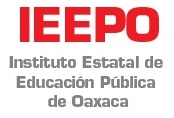 IEEPO
Instituto Estatal de
Educación Pública
de Oaxaca